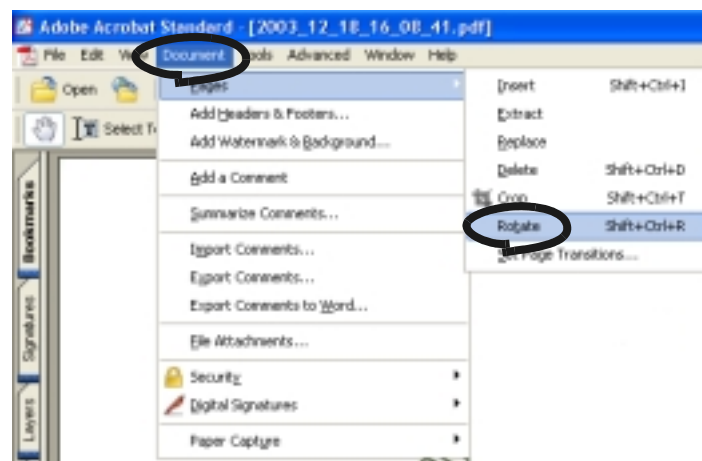 Adobe Acrobat Standard - [2003_12_18_16_08_41.pdf]
File Edit View Document Tools Advanced Window Help
Open
Select
Pages
Add Headers & Footers...
Add Watermark & Background...
Add a Comment
Summarize Comments...
Import Comments...
Export Comments...
Export Comments to Word...
File Attachments...
Security
Digital Signatures
Paper Capture
Insert Shift+Ctrl+I
Extract
Replace
Delete Shift+Ctrl+D
Crop Shift+Ctrl+T
Rotate Shift+Ctrl+R
Set Page Transitions...
Bookmarks
Signatures
Layers